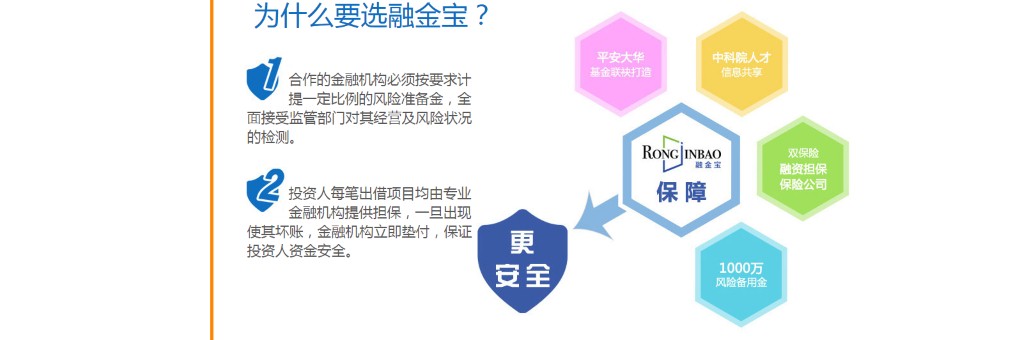 为什么要选融金宝？
1 合作的金融机构必须按要求计
提一定比例的风险准备金，全
面接受监管部门对其经营及风险状况
的检测。
2 投资人每笔出借项目均由专业
金融机构提供担保，一旦出现
使其坏账，金融机构立即垫付，保证
投资人资金安全。
更
安全
平安大华
基金联袂打造
中科院人才
信息共享
RONGJINBAO
融金宝
保障
双保险
融资担保
保险公司
1000万
风险备用金